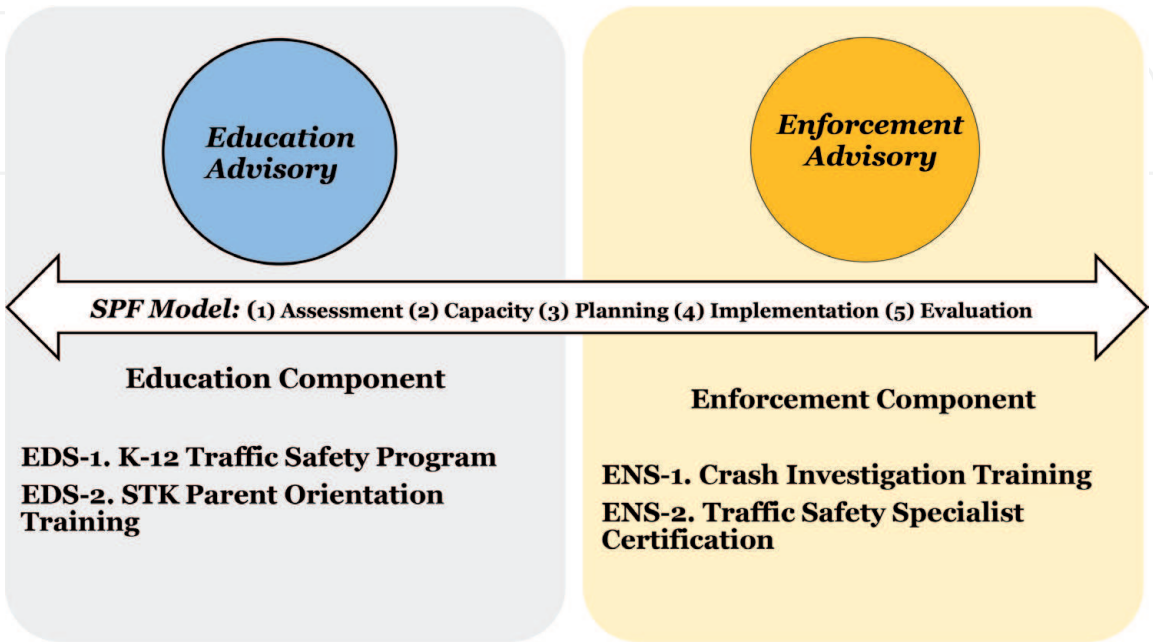 Education
Advisory
Enforcement
Advisory
SPF Model: (1) Assessment (2) Capacity (3) Planning (4) Implementation (5) Evaluation
Education Component
EDS-1. K-12 Traffic Safety Program
EDS-2. STK Parent Orientation
Training
Enforcement Component
ENS-1. Crash Investigation Training
ENS-2. Traffic Safety Specialist
Certification